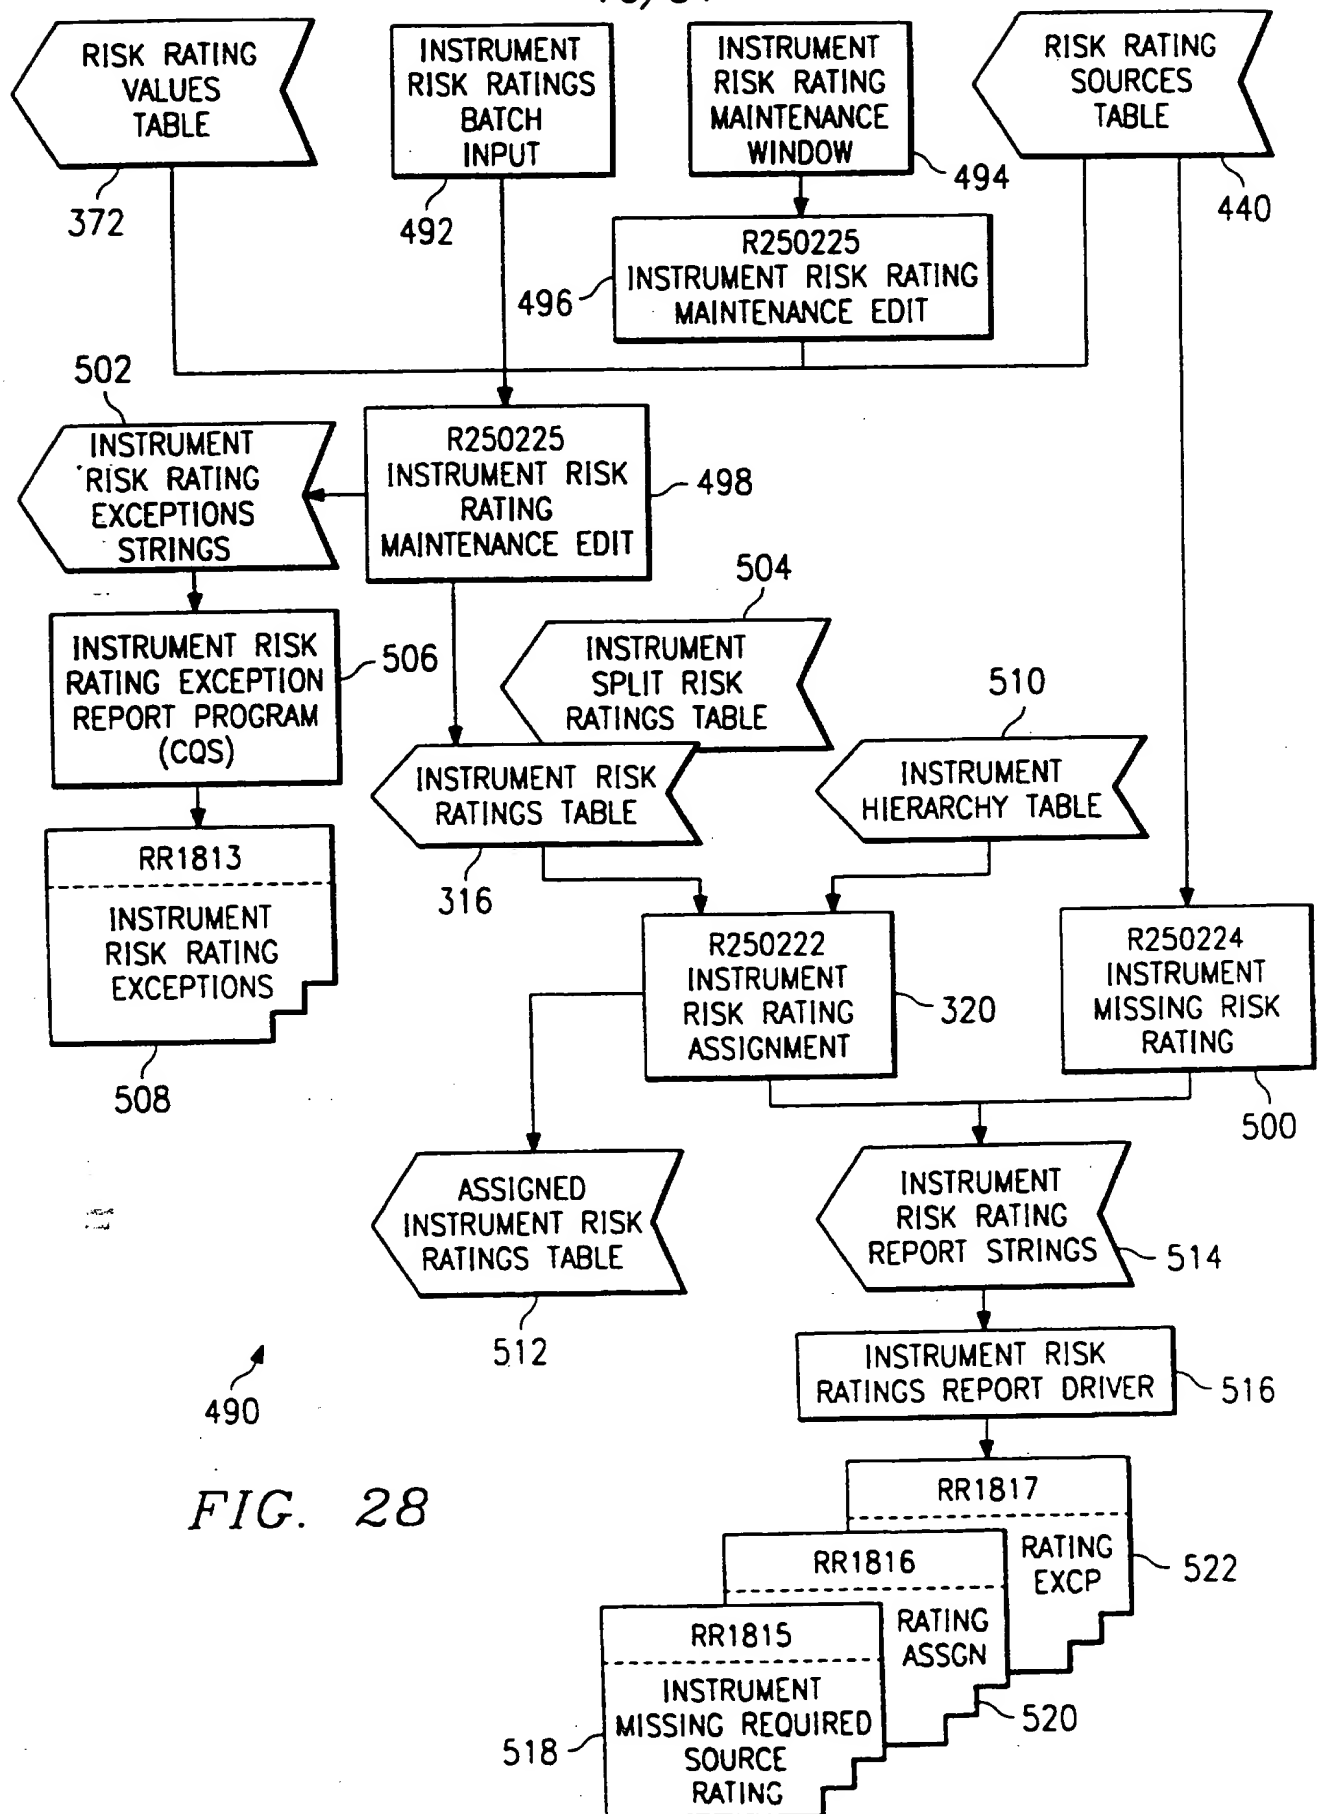 RISK RATING
VALUES
TABLE
372
INSTRUMENT
RISK RATINGS
BATCH
INPUT
492
INSTRUMENT
RISK RATING
MAINTENANCE
WINDOW
494
RISK RATING
SOURCES
TABLE
440
R250225
INSTRUMENT RISK RATING
MAINTENANCE EDIT
496
502
INSTRUMENT
RISK RATING
EXCEPTIONS
STRINGS
R250225
INSTRUMENT RISK
RATING
MAINTENANCE EDIT
498
504
INSTRUMENT
SPLIT RISK
RATINGS TABLE
INSTRUMENT RISK
RATING EXCEPTION
REPORT PROGRAM
(CQS)
506
510
INSTRUMENT RISK
RATINGS TABLE
316
INSTRUMENT
HIERARCHY TABLE
RR1813
INSTRUMENT
RISK RATING
EXCEPTIONS
508
R250222
INSTRUMENT
RISK RATING
ASSIGNMENT
320
R250224
INSTRUMENT
MISSING RISK
RATING
500
ASSIGNED
INSTRUMENT RISK
RATINGS TABLE
512
INSTRUMENT
RISK RATING
REPORT STRINGS
514
INSTRUMENT RISK
RATINGS REPORT DRIVER
516
490
FIG. 28
RR1817
RATING
EXCP
522
RR1816
RATING
ASSGN
520
RR1815
INSTRUMENT
MISSING REQUIRED
SOURCE
RATING
518